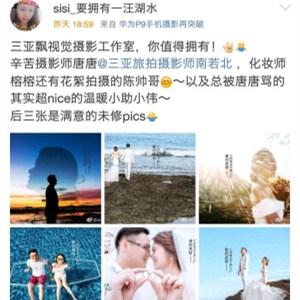 sisi_要拥有一汪湖水
昨天 18:59 来自 华为P9手机摄影再突破
三亚飘视觉摄影工作室，你值得拥有！
辛苦摄影师唐唐@三亚旅拍摄影师南若北 ，化妆师
榕榕还有花絮拍摄的陈帅哥😊～以及总被唐唐骂的
其实超nice的温暖小助小伟～
后三张是满意的未修pics